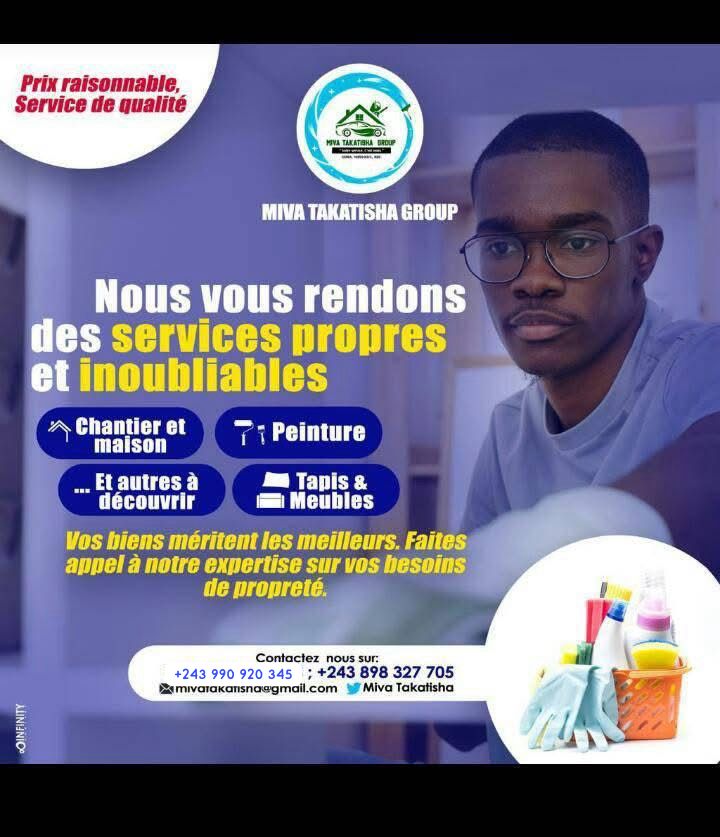 Prix raisonnable,
Service de qualité
MIVA TAKATISHA GROUP
MIVA TAKATISHA GROUP
Nous vous rendons
des services propres
et inoubliables
Chantier et
maison
Peinture
... Et autres à
découvrir
Tapis &
Meubles
Vos biens méritent les meilleurs. Faites
appel à notre expertise sur vos besoins
de propreté.
Contactez nous sur:
+243 990 920 345 ; +243 898 327 705
mivatakatisha@gmail.com Miva Takatisha
INFINITY